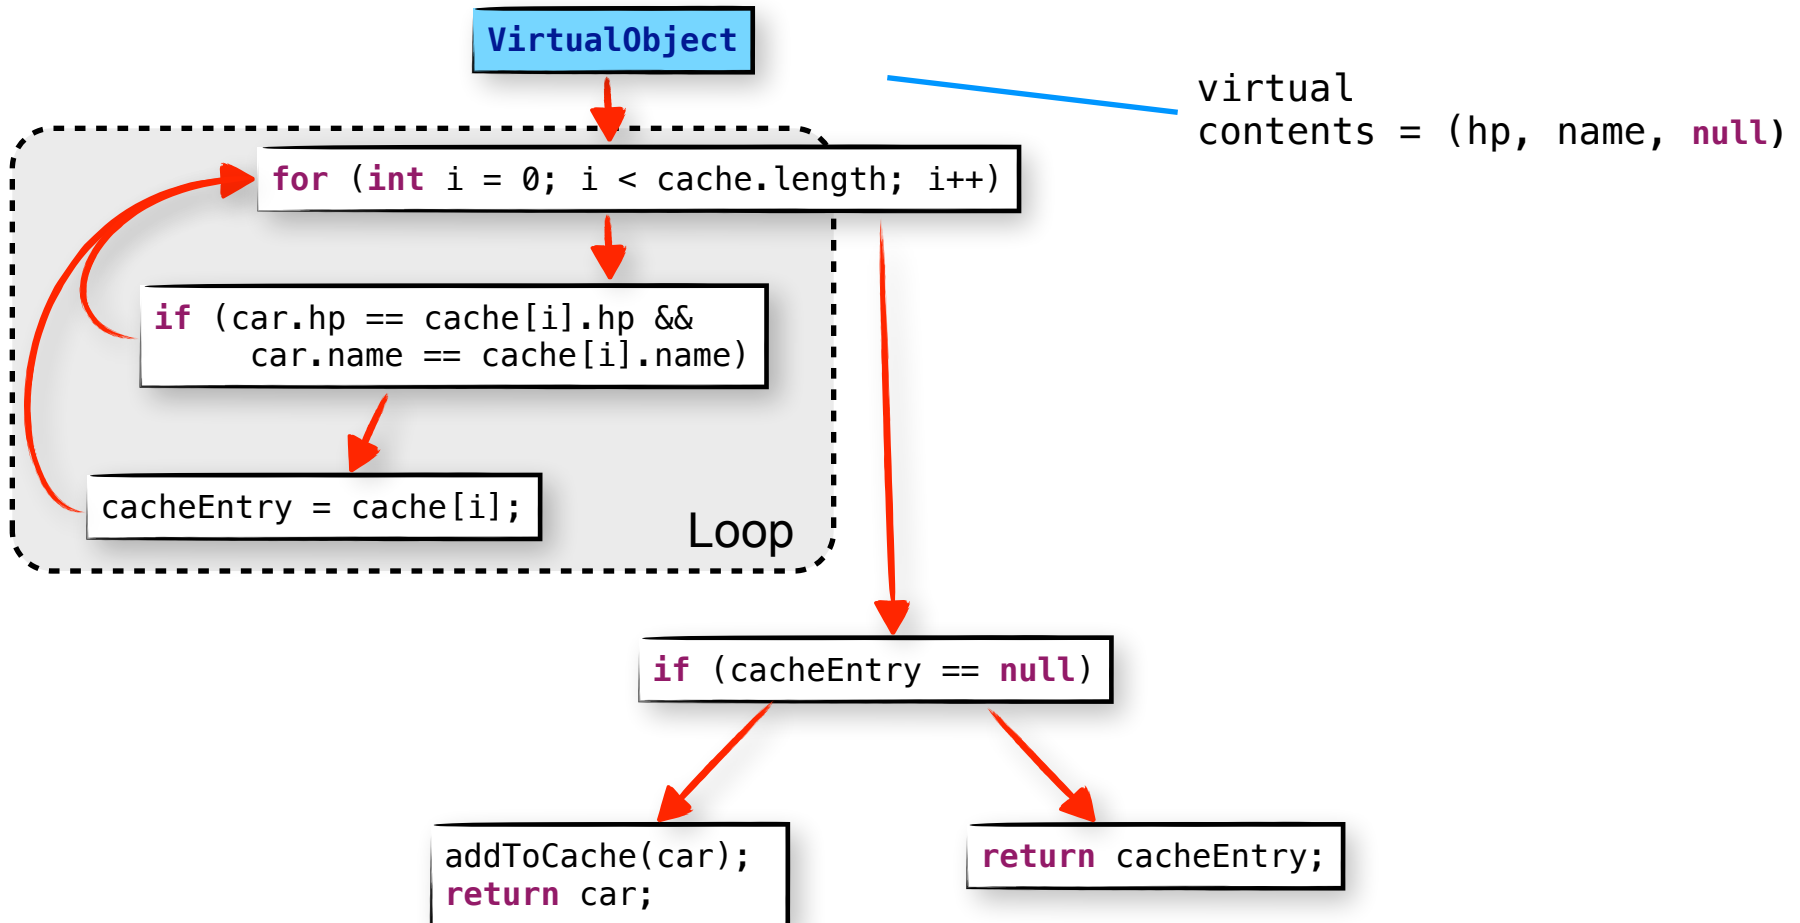 VirtualObject
virtual
contents = (hp, name, null)
for (int i = 0; i < cache.length; i++)
if (car.hp == cache[i].hp &&
car.name == cache[i].name)
cacheEntry = cache[i];
Loop
if (cacheEntry == null)
addToCache(car);
return car;
return cacheEntry;